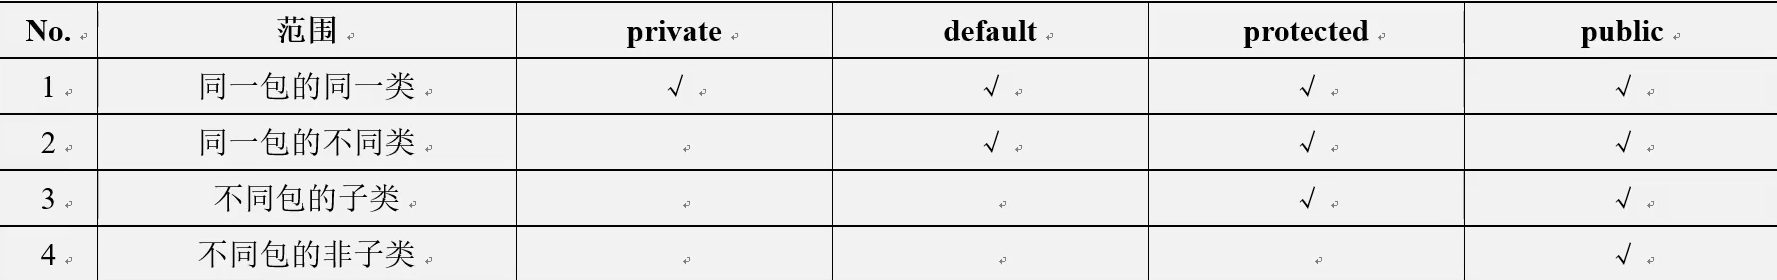 No. 范围 private default protected public
1 同一包的同一类 √ √ √ √
2 同一包的不同类 √ √ √
3 不同包的子类 √ √
4 不同包的非子类 √